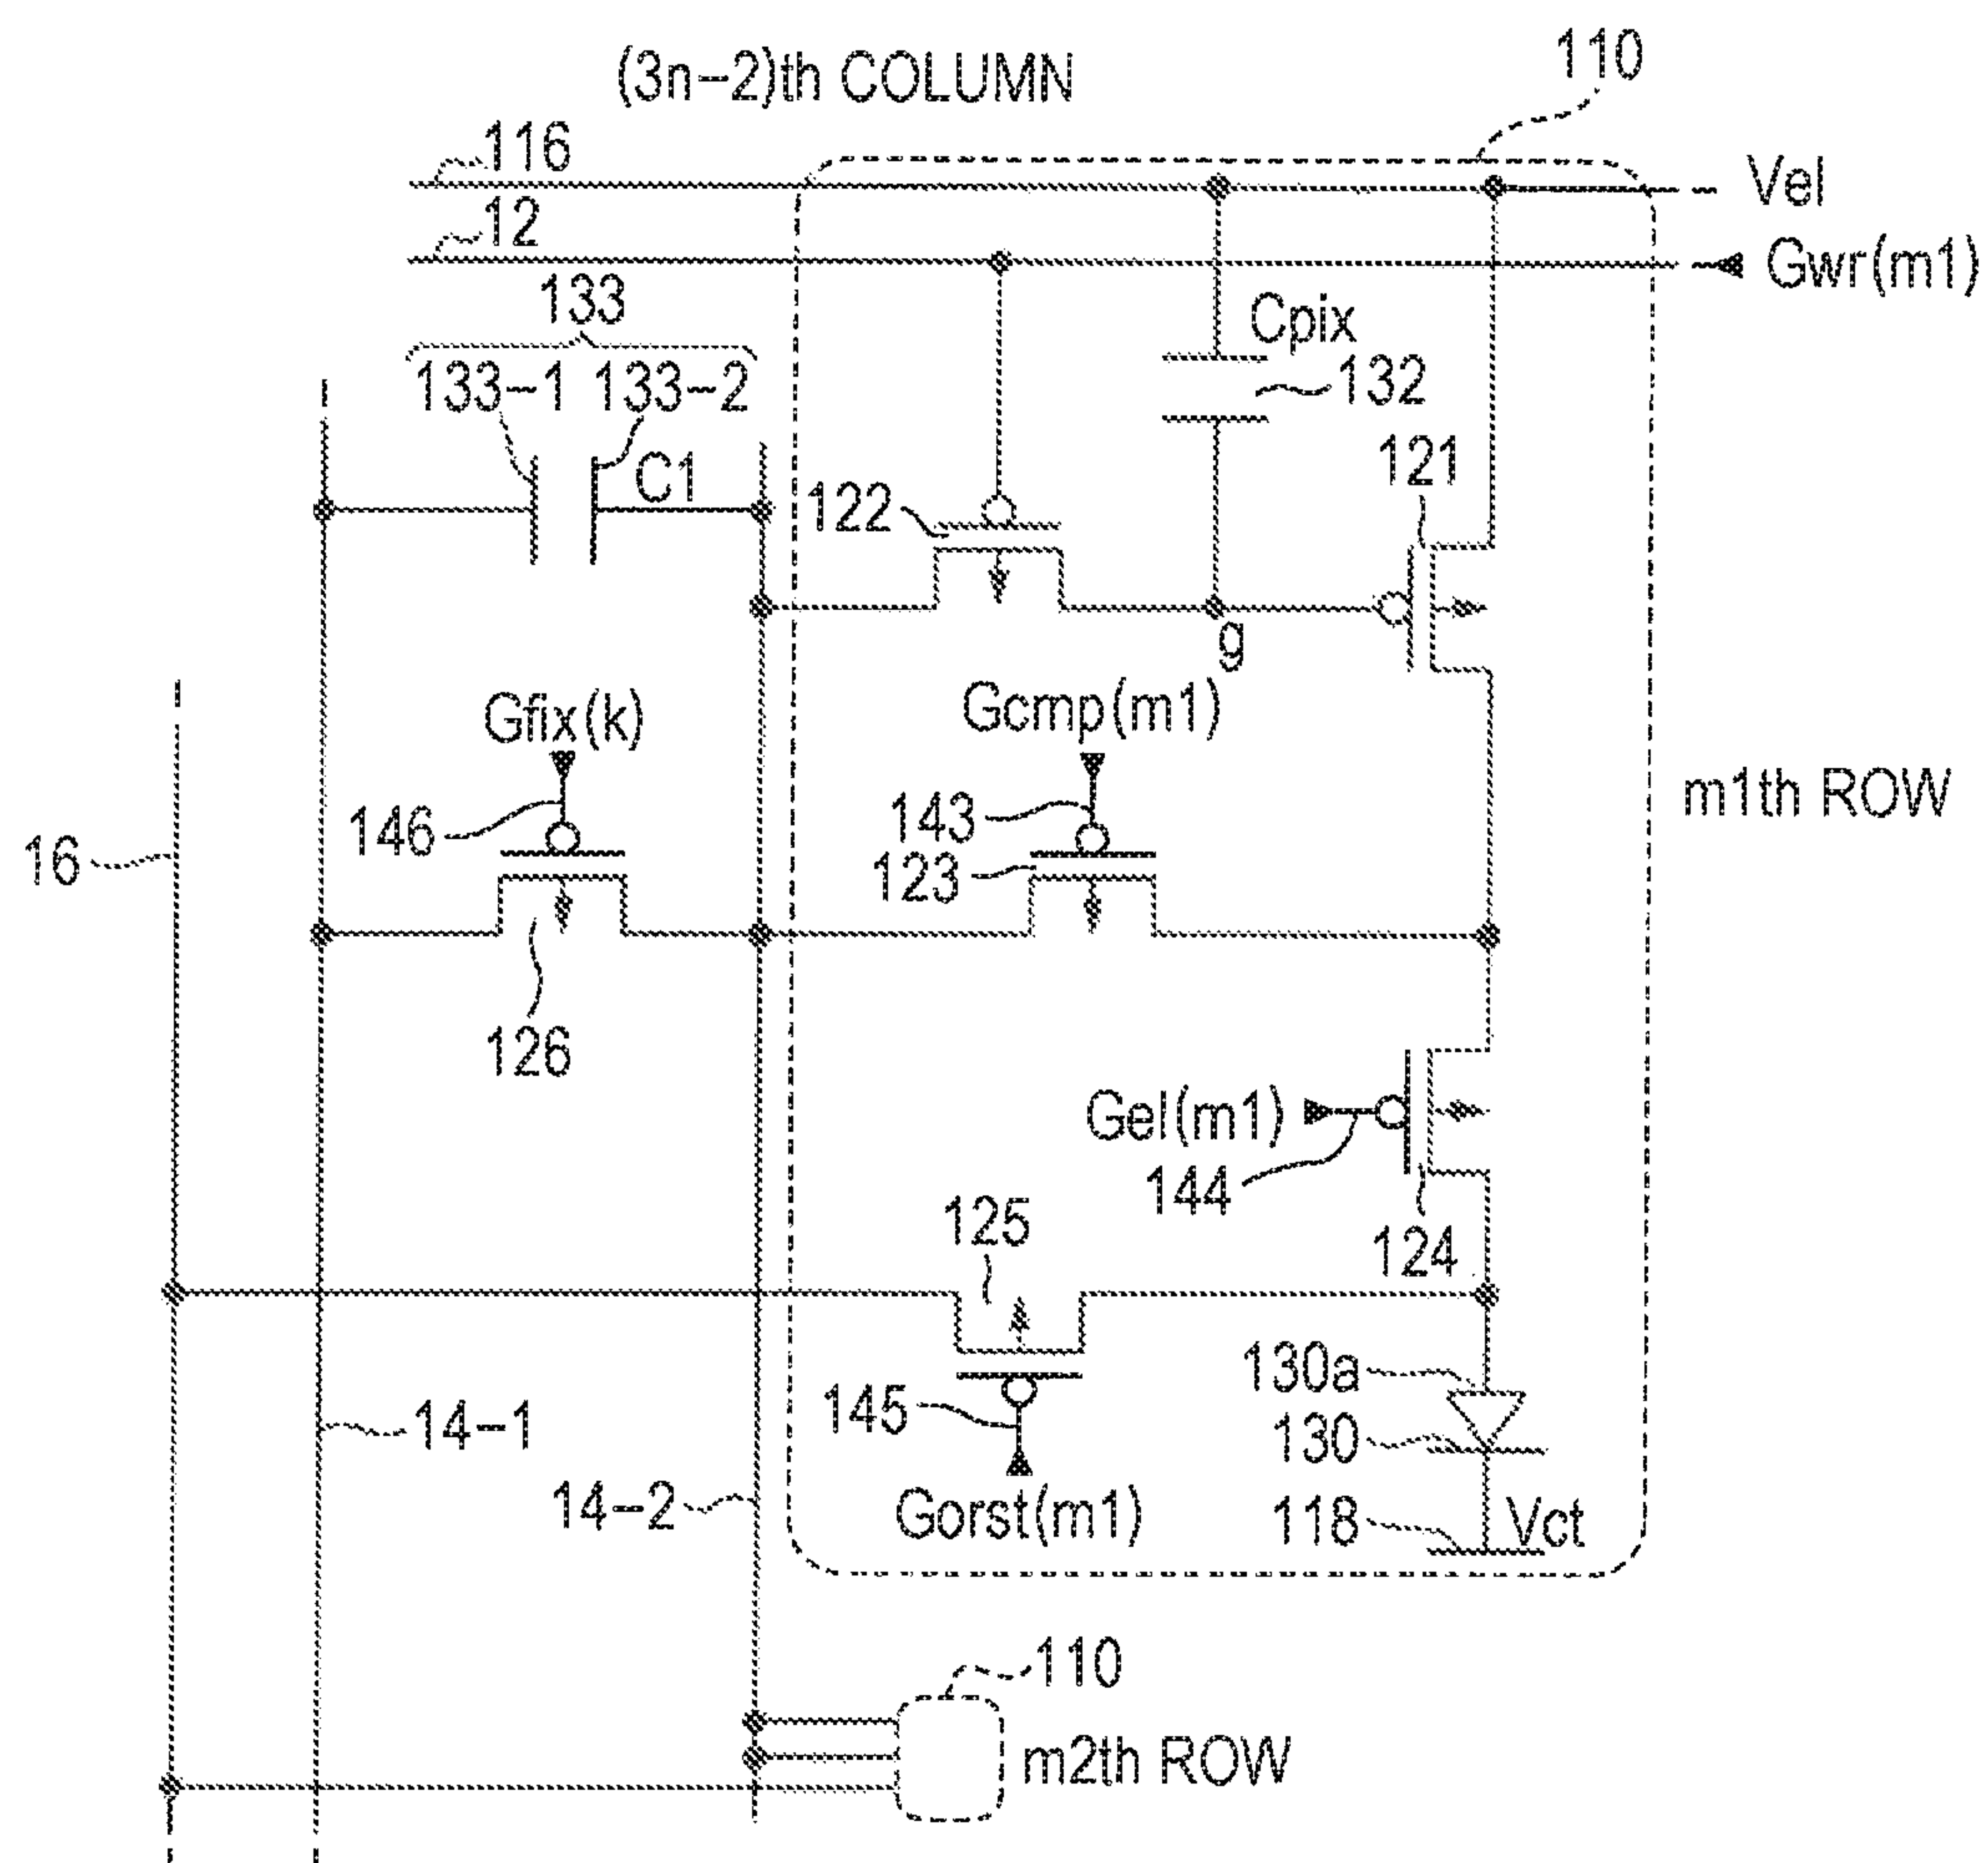 (3n-2)th COLUMN
110
116
Vel
12
Gwr(m1)
133
Cpix
133-1 133-2
132
C1
121
122
g
Gfix(k)
Gcmp(m1)
146
143
m1th ROW
16
123
126
Gel(m1)
144
125
124
130a
145
14-1
130
14-2
Gorst(m1)
118
Vct
110
m2th ROW